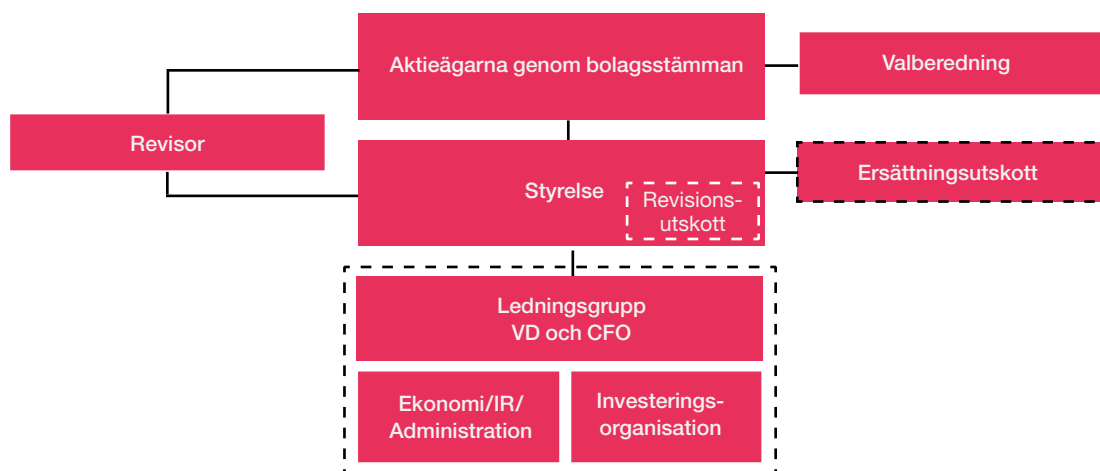 Aktieägarna genom bolagsstämman
Valberedning
Revisor
Styrelse
Revisions-
utskott
Ersättningsutskott
Ledningsgrupp
VD och CFO
Ekonomi/IR/
Administration
Investerings-
organisation